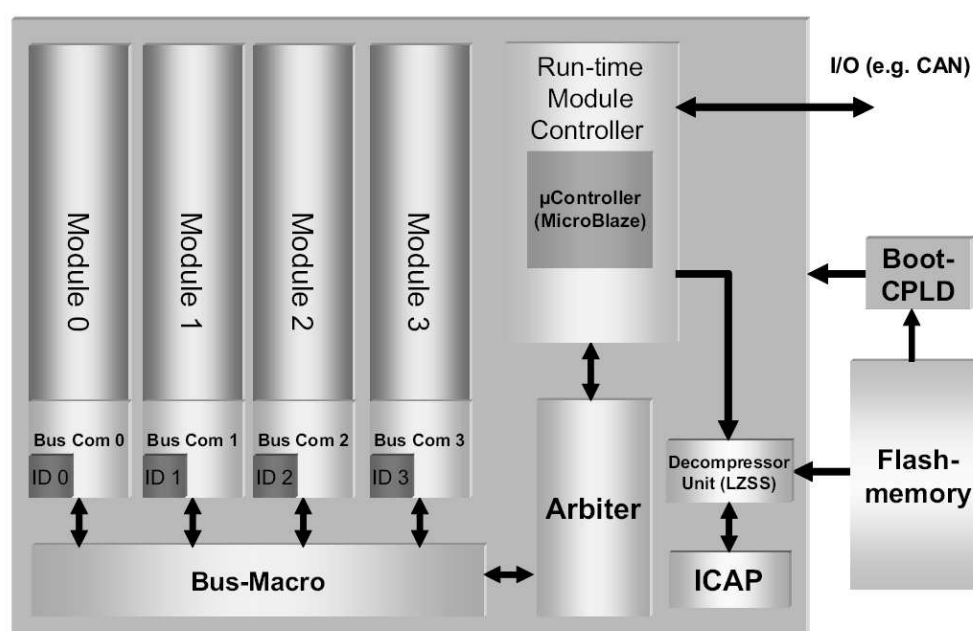 Run-time
Module
Controller
µController
(MicroBlaze)
I/O (e.g. CAN)
Module 0
Module 1
Module 2
Module 3
Boot-
CPLD
Bus Com 0
Bus Com 1
Bus Com 2
Bus Com 3
ID 0
ID 1
ID 2
ID 3
Arbiter
Decompressor
Unit (LZSS)
Flash-
memory
Bus-Macro
ICAP